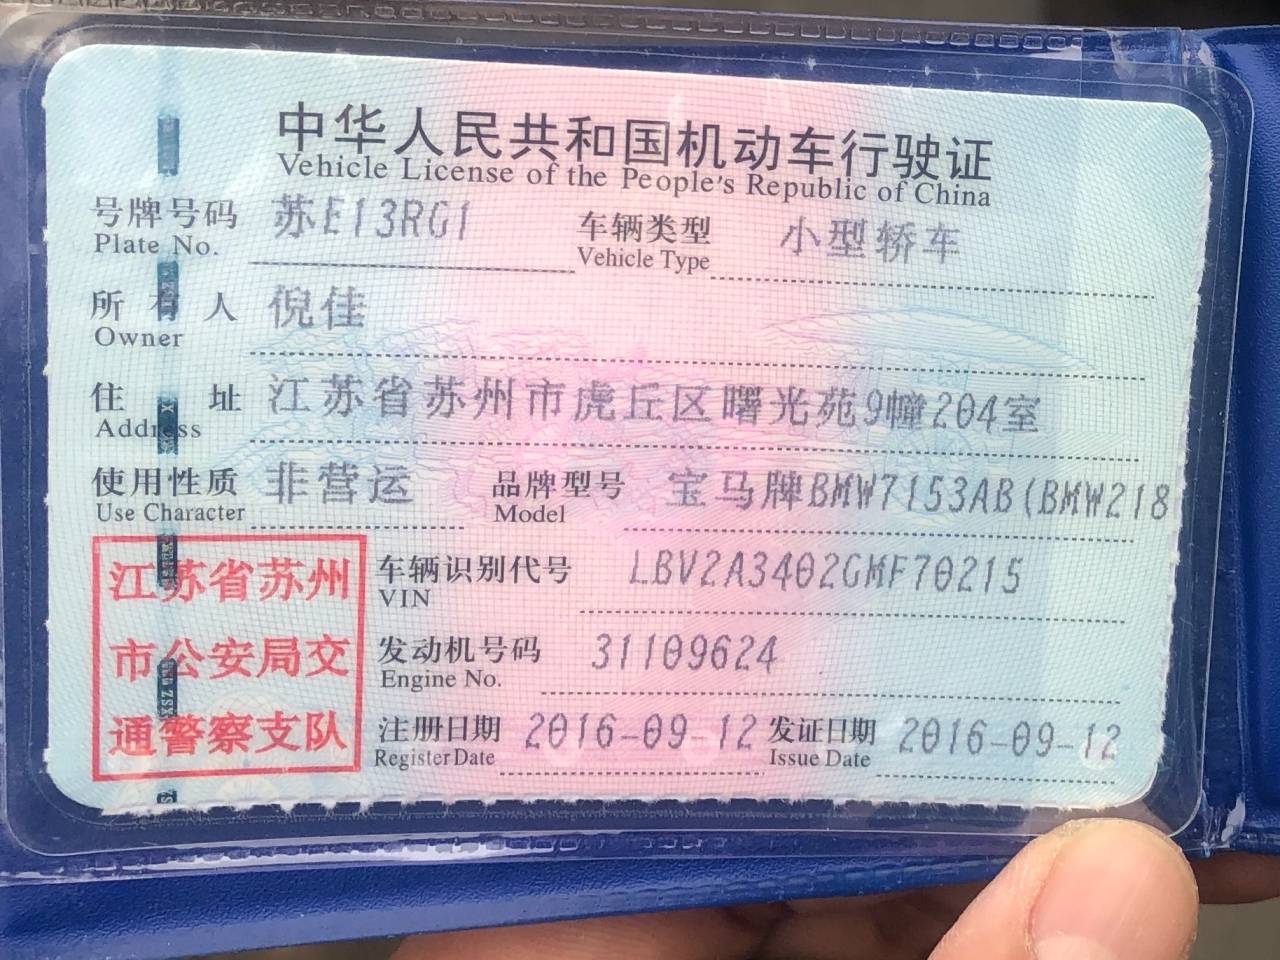 中华人民共和国机动车行驶证
Vehicle License of the People's Republic of China
号牌号码 苏E13RG1 车辆类型 小型轿车
Plate No. Vehicle Type
所有人 倪佳
Owner
住址 江苏省苏州市虎丘区曙光苑9幢204室
Address
使用性质 非营运 品牌型号 宝马牌BMW7153AB(BMW218
Use Character Model
江苏省苏州
市公安局交
通警察支队
车辆识别代号 LBV2A3402GMF70215
VIN
发动机号码 31109624
Engine No.
注册日期 2016-09-12 发证日期 2016-09-12
Register Date Issue Date